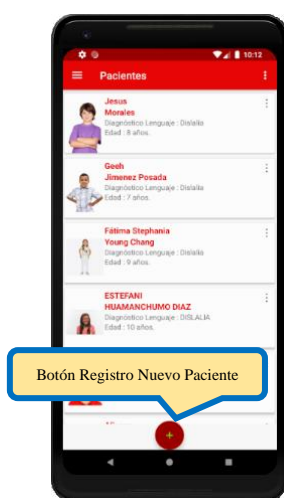 10:12
Pacientes
Jesus
Morales
Diagnóstico Lenguaje : Dislalia
Edad : 8 años.
Geeh
Jimenez Posada
Diagnóstico Lenguaje : Dislalia
Edad : 7 años.
Fátima Stephania
Young Chang
Diagnóstico Lenguaje : Dislalia
Edad : 9 años.
ESTEFANI
HUAMANCHUMO DIAZ
Diagnóstico Lenguaje : DISLALIA
Edad : 10 años.
Botón Registro Nuevo Paciente
+